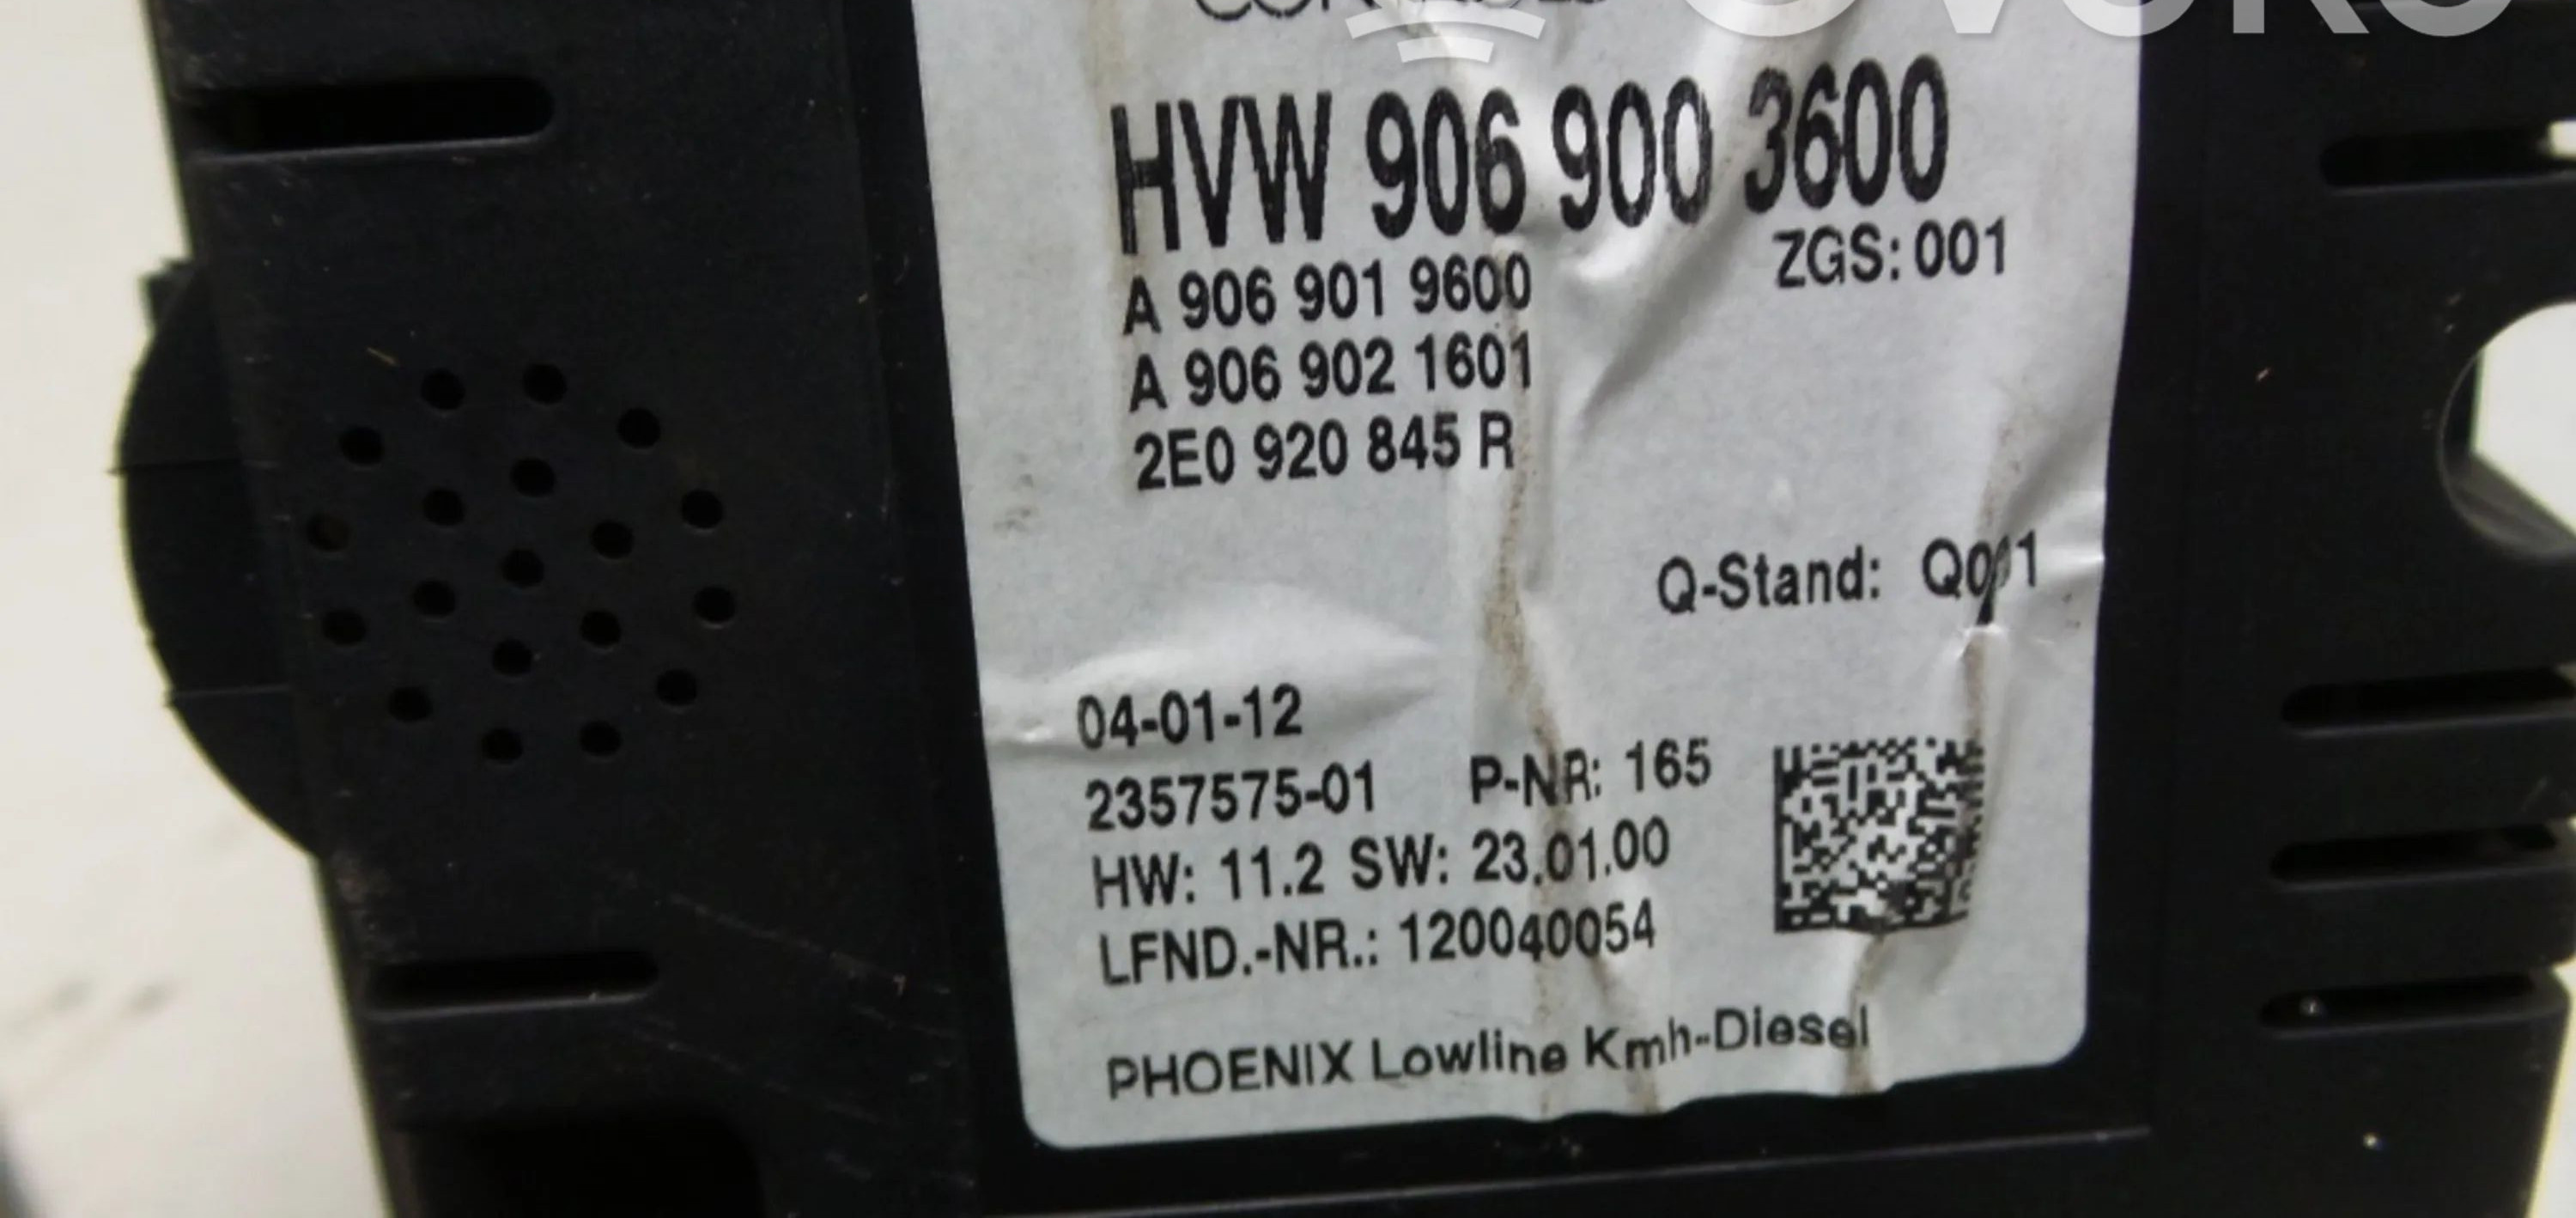 HVW 906 900 3600
ZGS: 001
A 906 901 9600
A 906 902 1601
2E0 920 845 R
Q-Stand: Q001
04-01-12
2357575-01 P-NR: 165
HW: 11.2 SW: 23.01.00
LFND.-NR.: 120040054
PHOENIX Lowline Kmh-Diesel